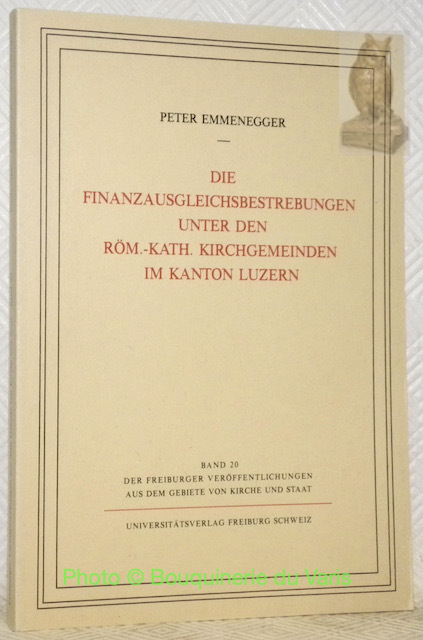 PETER EMMENEGGER
—
DIE
FINANZAUSGLEICHSBESTREBUNGEN
UNTER DEN
RÖM.-KATH. KIRCHGEMEINDEN
IM KANTON LUZERN
BAND 20
DER FREIBURGER VERÖFFENTLICHUNGEN
AUS DEM GEBIETE VON KIRCHE UND STAAT
UNIVERSITÄTSVERLAG FREIBURG SCHWEIZ
Photo © Bouquinerie du Varis